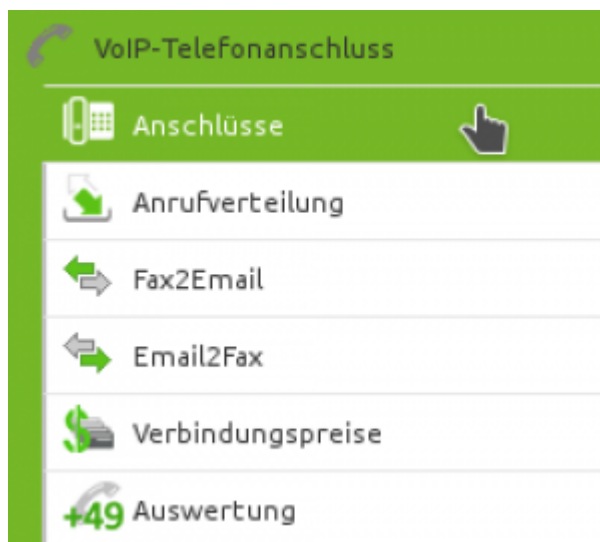 VoIP-Telefonanschluss
Anschlüsse
Anrufverteilung
Fax2Email
Email2Fax
Verbindungspreise
+49 Auswertung